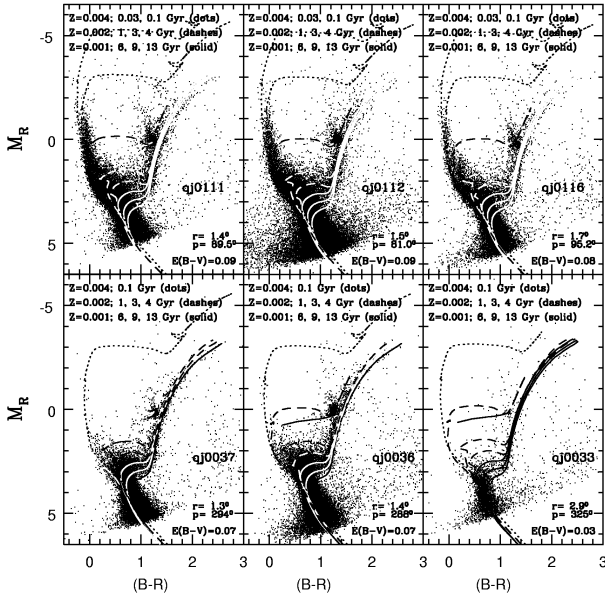 Z=0.004; 0.03, 0.1 Gyr (dots)
Z=0.002; 1, 3, 4 Gyr (dashes)
Z=0.001; 6, 9, 13 Gyr (solid)
qj0111
r= 1.4°
p= 89.5°
E(B-V)=0.09
Z=0.004; 0.03, 0.1 Gyr (dots)
Z=0.002; 1, 3, 4 Gyr (dashes)
Z=0.001; 6, 9, 13 Gyr (solid)
qj0112
r= 1.5°
p= 81.0°
E(B-V)=0.09
Z=0.004; 0.03, 0.1 Gyr (dots)
Z=0.002; 1, 3, 4 Gyr (dashes)
Z=0.001; 6, 9, 13 Gyr (solid)
qj0116
r= 1.7°
p= 95.2°
E(B-V)=0.08
-5
0
5
M_R
Z=0.004; 0.1 Gyr (dots)
Z=0.002; 1, 3, 4 Gyr (dashes)
Z=0.001; 6, 9, 13 Gyr (solid)
qj0037
r= 1.3°
p= 294°
E(B-V)=0.07
Z=0.004; 0.1 Gyr (dots)
Z=0.002; 1, 3, 4 Gyr (dashes)
Z=0.001; 6, 9, 13 Gyr (solid)
qj0036
r= 1.4°
p= 288°
E(B-V)=0.07
Z=0.004; 0.1 Gyr (dots)
Z=0.002; 1, 3, 4 Gyr (dashes)
Z=0.001; 6, 9, 13 Gyr (solid)
qj0033
r= 2.9°
p= 325°
E(B-V)=0.03
-5
0
5
M_R
0 1 2 0 1 2 0 1 2 3
(B-R) (B-R) (B-R)